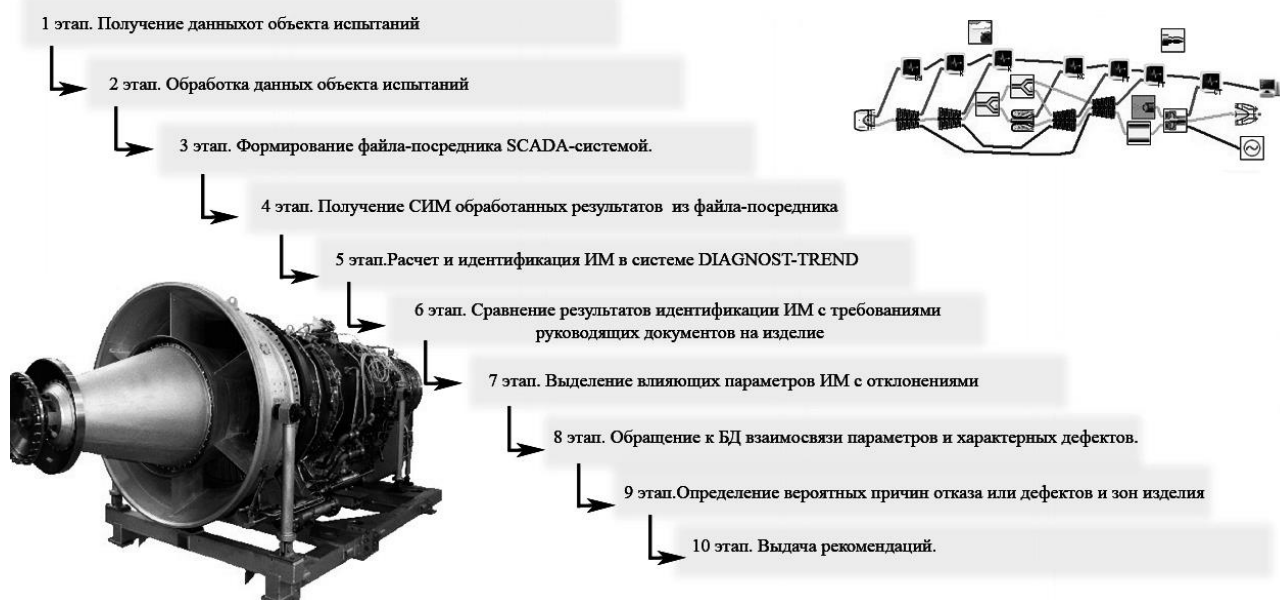 1 этап. Получение данныхот объекта испытаний
2 этап. Обработка данных объекта испытаний
3 этап. Формирование файла-посредника SCADA-системой.
4 этап. Получение СИМ обработанных результатов из файла-посредника
5 этап.Расчет и идентификация ИМ в системе DIAGNOST-TREND
6 этап. Сравнение результатов идентификации ИМ с требованиями
руководящих документов на изделие
7 этап. Выделение влияющих параметров ИМ с отклонениями
8 этап. Обращение к БД взаимосвязи параметров и характерных дефектов.
9 этап.Определение вероятных причин отказа или дефектов и зон изделия
10 этап. Выдача рекомендаций.